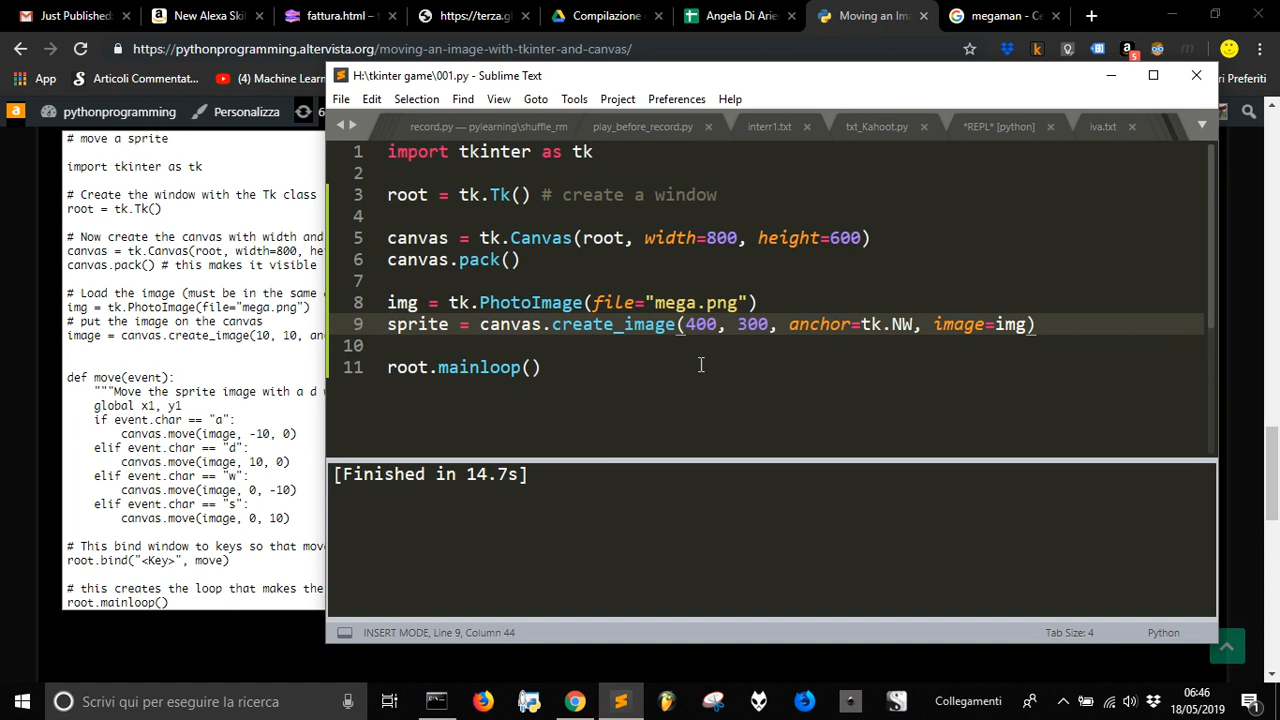 Just Published:
New Alexa Skil
fattura.html –
https://terza.gl
Compilazione
Angela Di Arie
Moving an Im
megaman - Ce
https://pythonprogramming.altervista.org/moving-an-image-with-tkinter-and-canvas/
5
App
Articoli Commentat...
(4) Machine Learn
ri Preferiti
pythonprogramming
Personalizza
6
H:\tkinter game\001.py - Sublime Text
File Edit Selection Find View Goto Tools Project Preferences Help
record.py — pylearning\shuffle_rm
play_before_record.py
interr1.txt
txt_Kahoot.py
*REPL* [python]
iva.txt
# move a sprite
import tkinter as tk
# Create the window with the Tk class
root = tk.Tk()
# Now create the canvas with width and
canvas = tk.Canvas(root, width=800, he
canvas.pack() # this makes it visible
# Load the image (must be in the same
img = tk.PhotoImage(file="mega.png")
# put the image on the canvas
image = canvas.create_image(10, 10, an
def move(event):
"""Move the sprite image with a d w
global x1, y1
if event.char == "a":
canvas.move(image, -10, 0)
elif event.char == "d":
canvas.move(image, 10, 0)
elif event.char == "w":
canvas.move(image, 0, -10)
elif event.char == "s":
canvas.move(image, 0, 10)
# This bind window to keys so that mov
root.bind("<Key>", move)
# this creates the loop that makes the
root.mainloop()
1 import tkinter as tk
2
3 root = tk.Tk() # create a window
4
5 canvas = tk.Canvas(root, width=800, height=600)
6 canvas.pack()
7
8 img = tk.PhotoImage(file="mega.png")
9 sprite = canvas.create_image(400, 300, anchor=tk.NW, image=img)
10
11 root.mainloop()
[Finished in 14.7s]
INSERT MODE, Line 9, Column 44
Tab Size: 4
Python
Scrivi qui per eseguire la ricerca
Collegamenti
06:46
18/05/2019
1